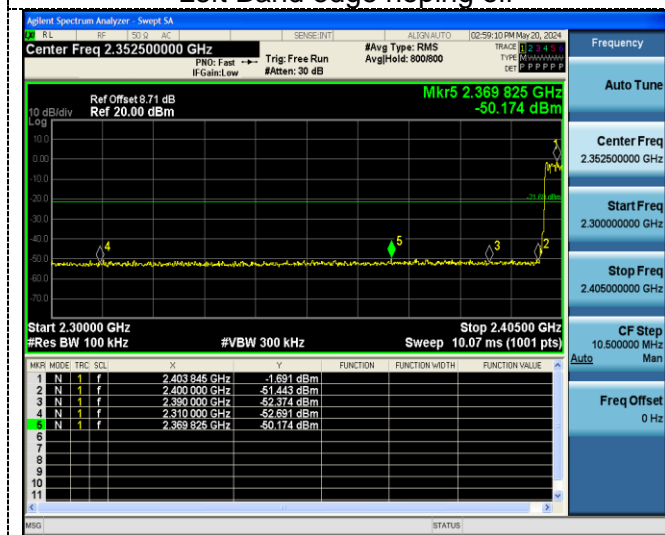 Agilent Spectrum Analyzer - Swept SA
RL RF 50 Ω AC SENSE:INT ALIGNAUTO 02:59:10 PM May 20, 2024
Center Freq 2.352500000 GHz
PNO: Fast Trig: Free Run
IFGain:Low #Atten: 30 dB
#Avg Type: RMS
Avg|Hold: 800/800
TRACE 1 2 3 4 5 6
TYPE M
DET P P P P P
Frequency
Auto Tune
Center Freq
2.352500000 GHz
Start Freq
2.300000000 GHz
Stop Freq
2.405000000 GHz
CF Step
10.500000 MHz
Auto Man
Freq Offset
0 Hz
Mkr5 2.369 825 GHz
-50.174 dBm
Ref Offset 8.71 dB
10 dB/div Ref 20.00 dBm
Log
10.0
0.00
-10.0
-20.0
-30.0
-40.0
-50.0
-60.0
-70.0
1
2
3
4
5
Start 2.30000 GHz Stop 2.40500 GHz
#Res BW 100 kHz #VBW 300 kHz Sweep 10.07 ms (1001 pts)
MKR MODE TRC SCL X Y FUNCTION FUNCTION WIDTH FUNCTION VALUE
1 N 1 f 2.403 845 GHz -1.691 dBm
2 N 1 f 2.400 000 GHz -51.443 dBm
3 N 1 f 2.390 000 GHz -52.374 dBm
4 N 1 f 2.310 000 GHz -52.691 dBm
5 N 1 f 2.369 825 GHz -50.174 dBm
6
7
8
9
10
11
MSG STATUS